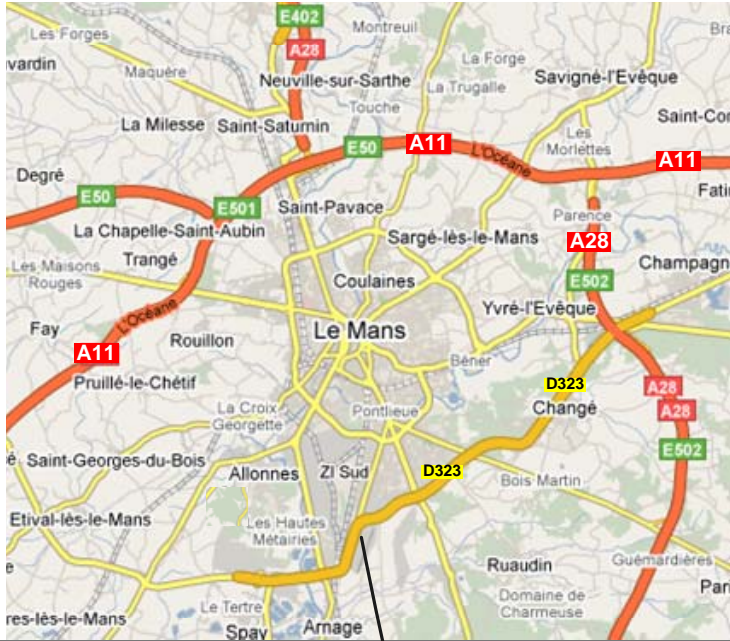 E402
Montreuil
Les Forges
A28
vardin
La Forge
Maquère
Neuville-sur-Sarthe
Savigné-l'Evêque
La Trugalle
Touche
La Milesse
Saint-Saturnin
Saint-Cor
Les
Morlettes
E50
A11
L'Océane
A11
Degré
E50
E501
Fatin
Saint-Pavace
Parence
La Chapelle-Saint-Aubin
Sargé-lès-le-Mans
A28
Trangé
Les Maisons
Rouges
Coulaines
E502
Champagn
L'Océane
Yvré-l'Evêque
Fay
Le Mans
Rouillon
A11
Béner
Pruillé-le-Chétif
D323
A28
La Croix
Georgette
Pontlieue
Changé
A28
E502
é
Saint-Georges-du-Bois
Allonnes
ZI Sud
D323
Bois Martin
Etival-lès-le-Mans
Les Hautes
Métairies
e
Ruaudin
Guémardières
Domaine de
Charmeuse
Pari
Le Tertre
res-lès-le-Mans
Spay
Arnage